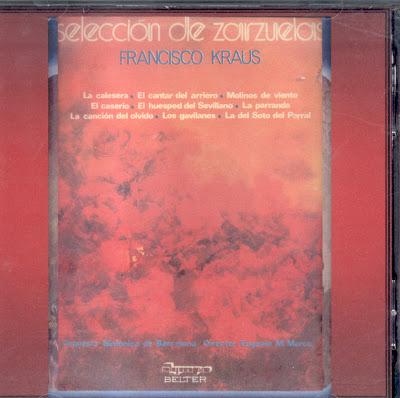 selección de zarzuelas
FRANCISCO KRAUS
La calesera • El cantar del arriero • Molinos de viento
El caserio • El huesped del Sevillano • La parranda
La canción del olvido • Los gavilanes • La del Soto del Parral
Orquesta Sinfónica de Barcelona Director: Eugenio M. Marco
BELTER